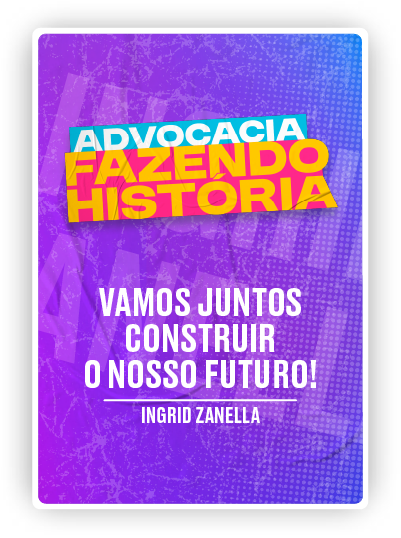 ADVOCACIA
FAZENDO
HISTÓRIA
VAMOS JUNTOS
CONSTRUIR
O NOSSO FUTURO!
INGRID ZANELLA